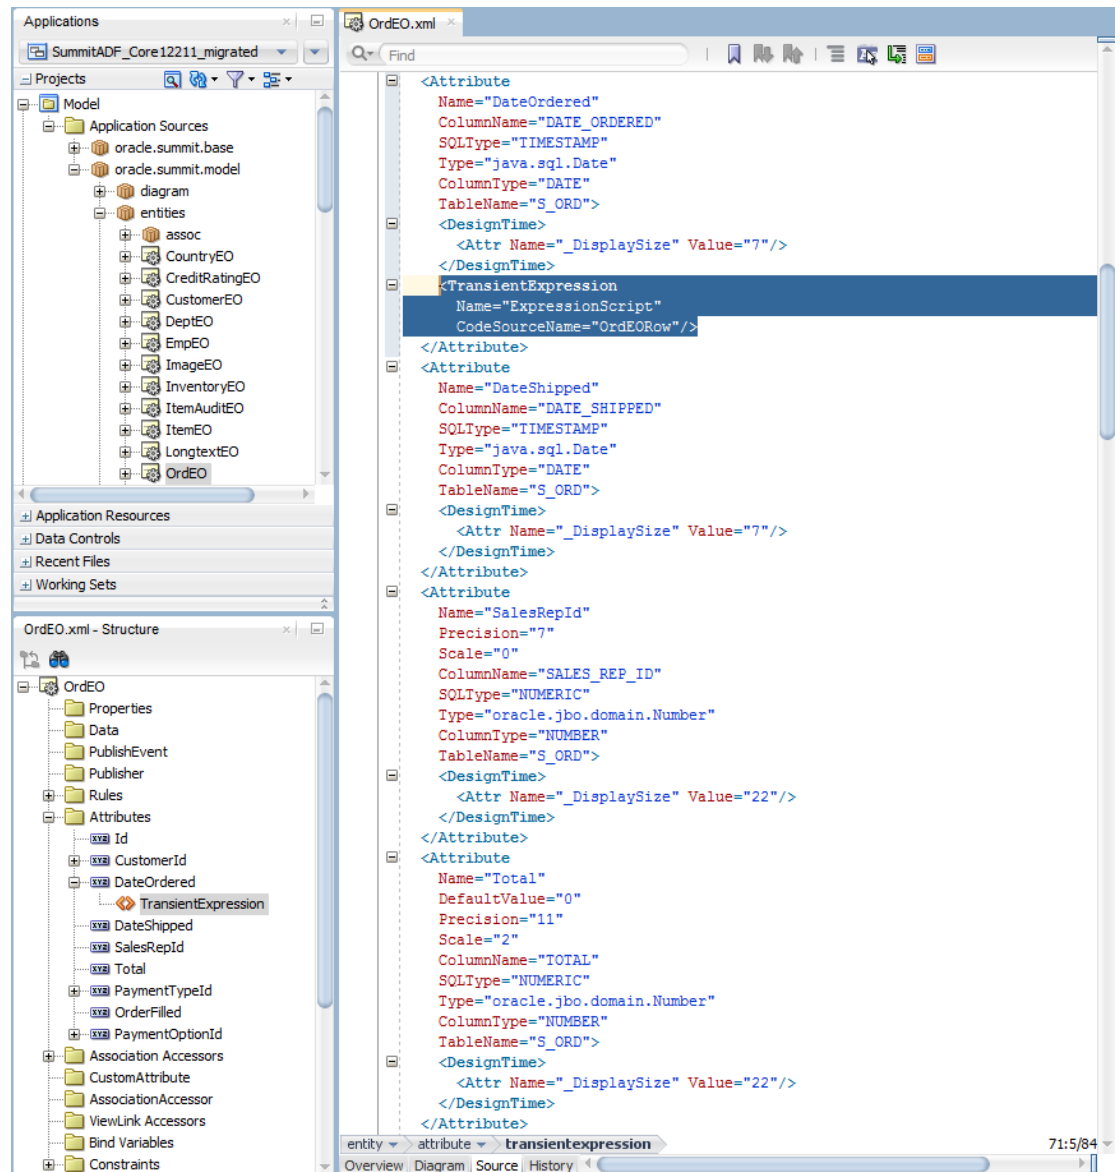 Applications
SummitADF_Core12211_migrated
Projects
Model
Application Sources
oracle.summit.base
oracle.summit.model
diagram
entities
assoc
CountryEO
CreditRatingEO
CustomerEO
DeptEO
EmpEO
ImageEO
InventoryEO
ItemAuditEO
ItemEO
LongtextEO
OrdEO
Application Resources
Data Controls
Recent Files
Working Sets
OrdEO.xml - Structure
OrdEO
Properties
Data
PublishEvent
Publisher
Rules
Attributes
Id
CustomerId
DateOrdered
TransientExpression
DateShipped
SalesRepId
Total
PaymentTypeId
OrderFilled
PaymentOptionId
Association Accessors
CustomAttribute
AssociationAccessor
ViewLink Accessors
Bind Variables
Constraints
OrdEO.xml
Find
<Attribute
Name="DateOrdered"
ColumnName="DATE_ORDERED"
SQLType="TIMESTAMP"
Type="java.sql.Date"
ColumnType="DATE"
TableName="S_ORD">
<DesignTime>
<Attr Name="_DisplaySize" Value="7"/>
</DesignTime>
<TransientExpression
Name="ExpressionScript"
CodeSourceName="OrdEORow"/>
</Attribute>
<Attribute
Name="DateShipped"
ColumnName="DATE_SHIPPED"
SQLType="TIMESTAMP"
Type="java.sql.Date"
ColumnType="DATE"
TableName="S_ORD">
<DesignTime>
<Attr Name="_DisplaySize" Value="7"/>
</DesignTime>
</Attribute>
<Attribute
Name="SalesRepId"
Precision="7"
Scale="0"
ColumnName="SALES_REP_ID"
SQLType="NUMERIC"
Type="oracle.jbo.domain.Number"
ColumnType="NUMBER"
TableName="S_ORD">
<DesignTime>
<Attr Name="_DisplaySize" Value="22"/>
</DesignTime>
</Attribute>
<Attribute
Name="Total"
DefaultValue="0"
Precision="11"
Scale="2"
ColumnName="TOTAL"
SQLType="NUMERIC"
Type="oracle.jbo.domain.Number"
ColumnType="NUMBER"
TableName="S_ORD">
<DesignTime>
<Attr Name="_DisplaySize" Value="22"/>
</DesignTime>
</Attribute>
entity attribute transientexpression 71:5/84
Overview Diagram Source History